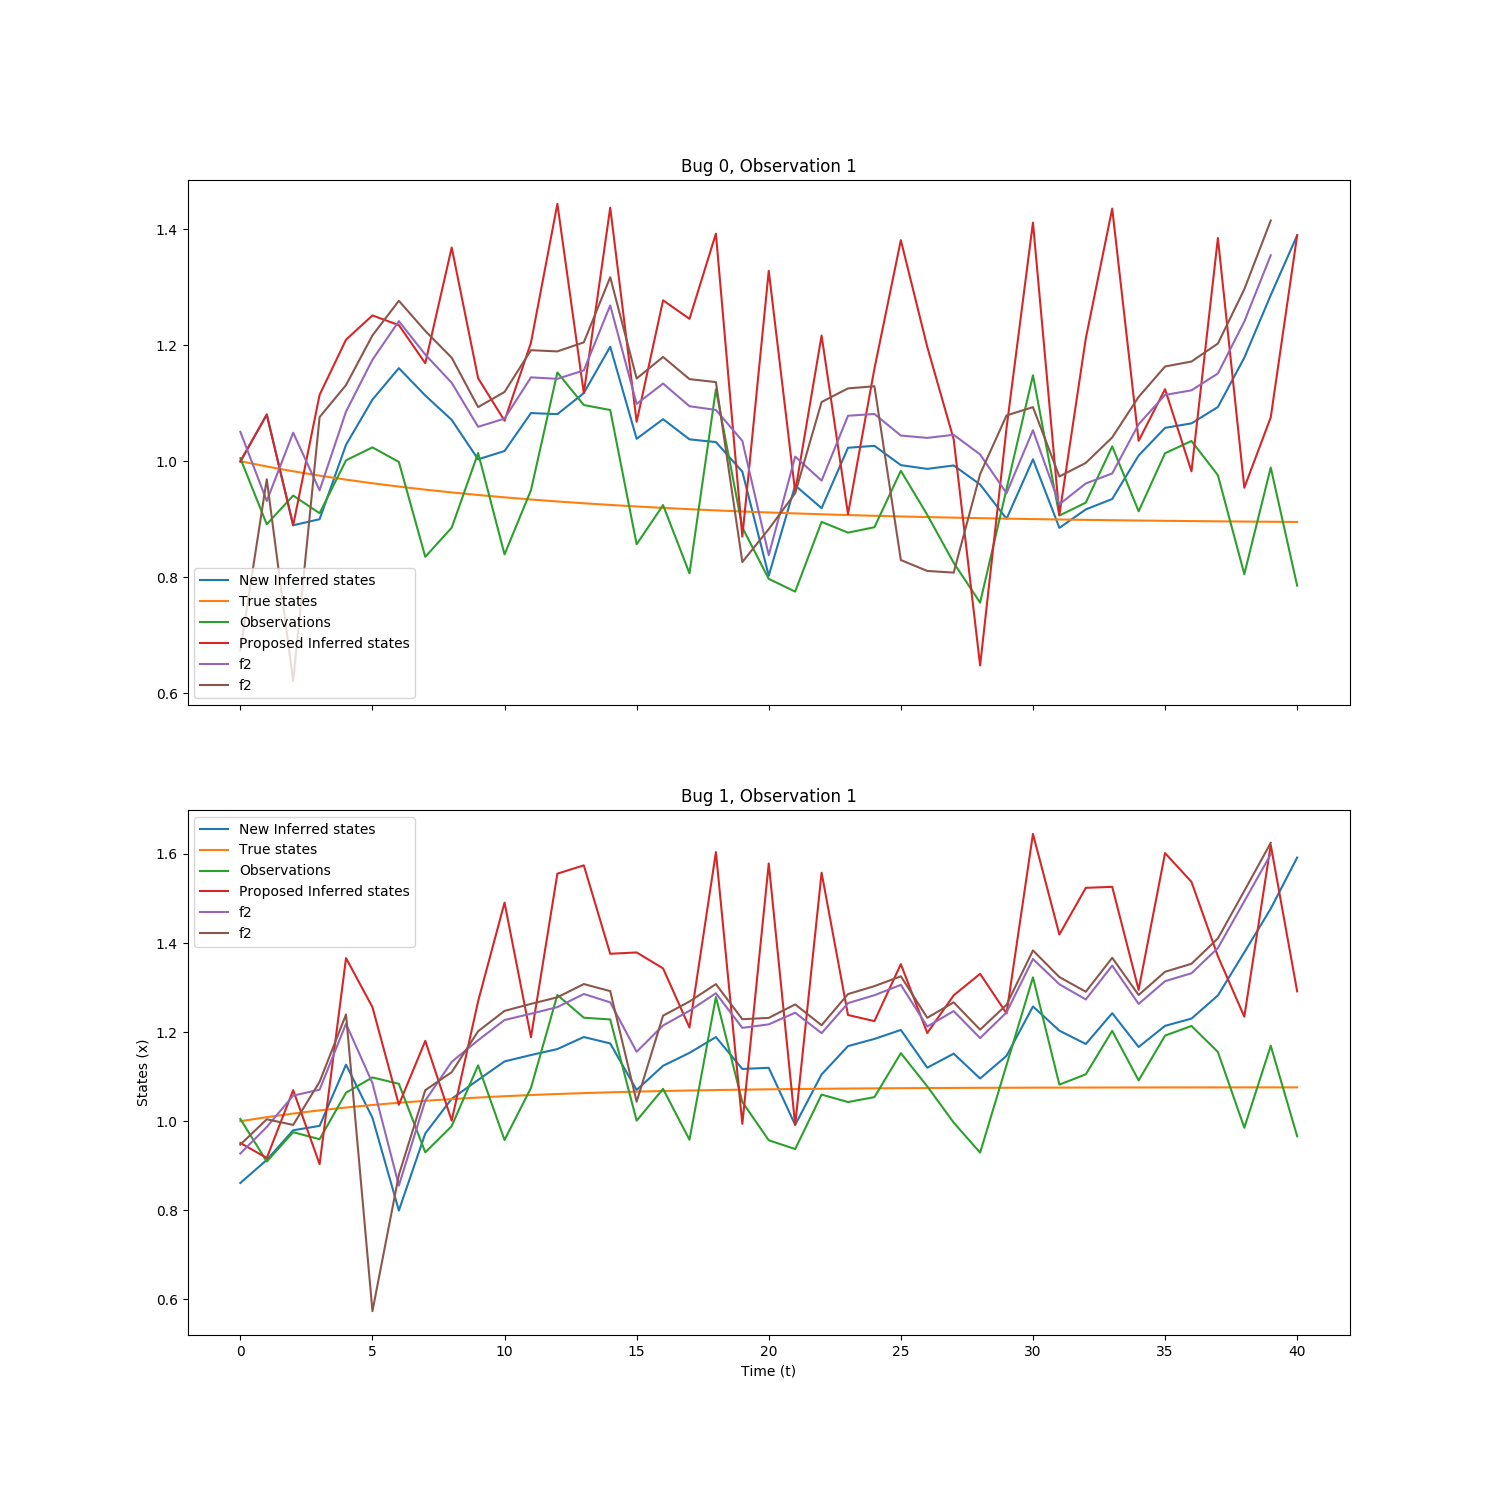 Bug 0, Observation 1
1.4
1.2
1.0
0.8
0.6
New Inferred states
True states
Observations
Proposed Inferred states
f2
f2
Bug 1, Observation 1
States (x)
1.6
1.4
1.2
1.0
0.8
0.6
New Inferred states
True states
Observations
Proposed Inferred states
f2
f2
0 5 10 15 20 25 30 35 40
Time (t)